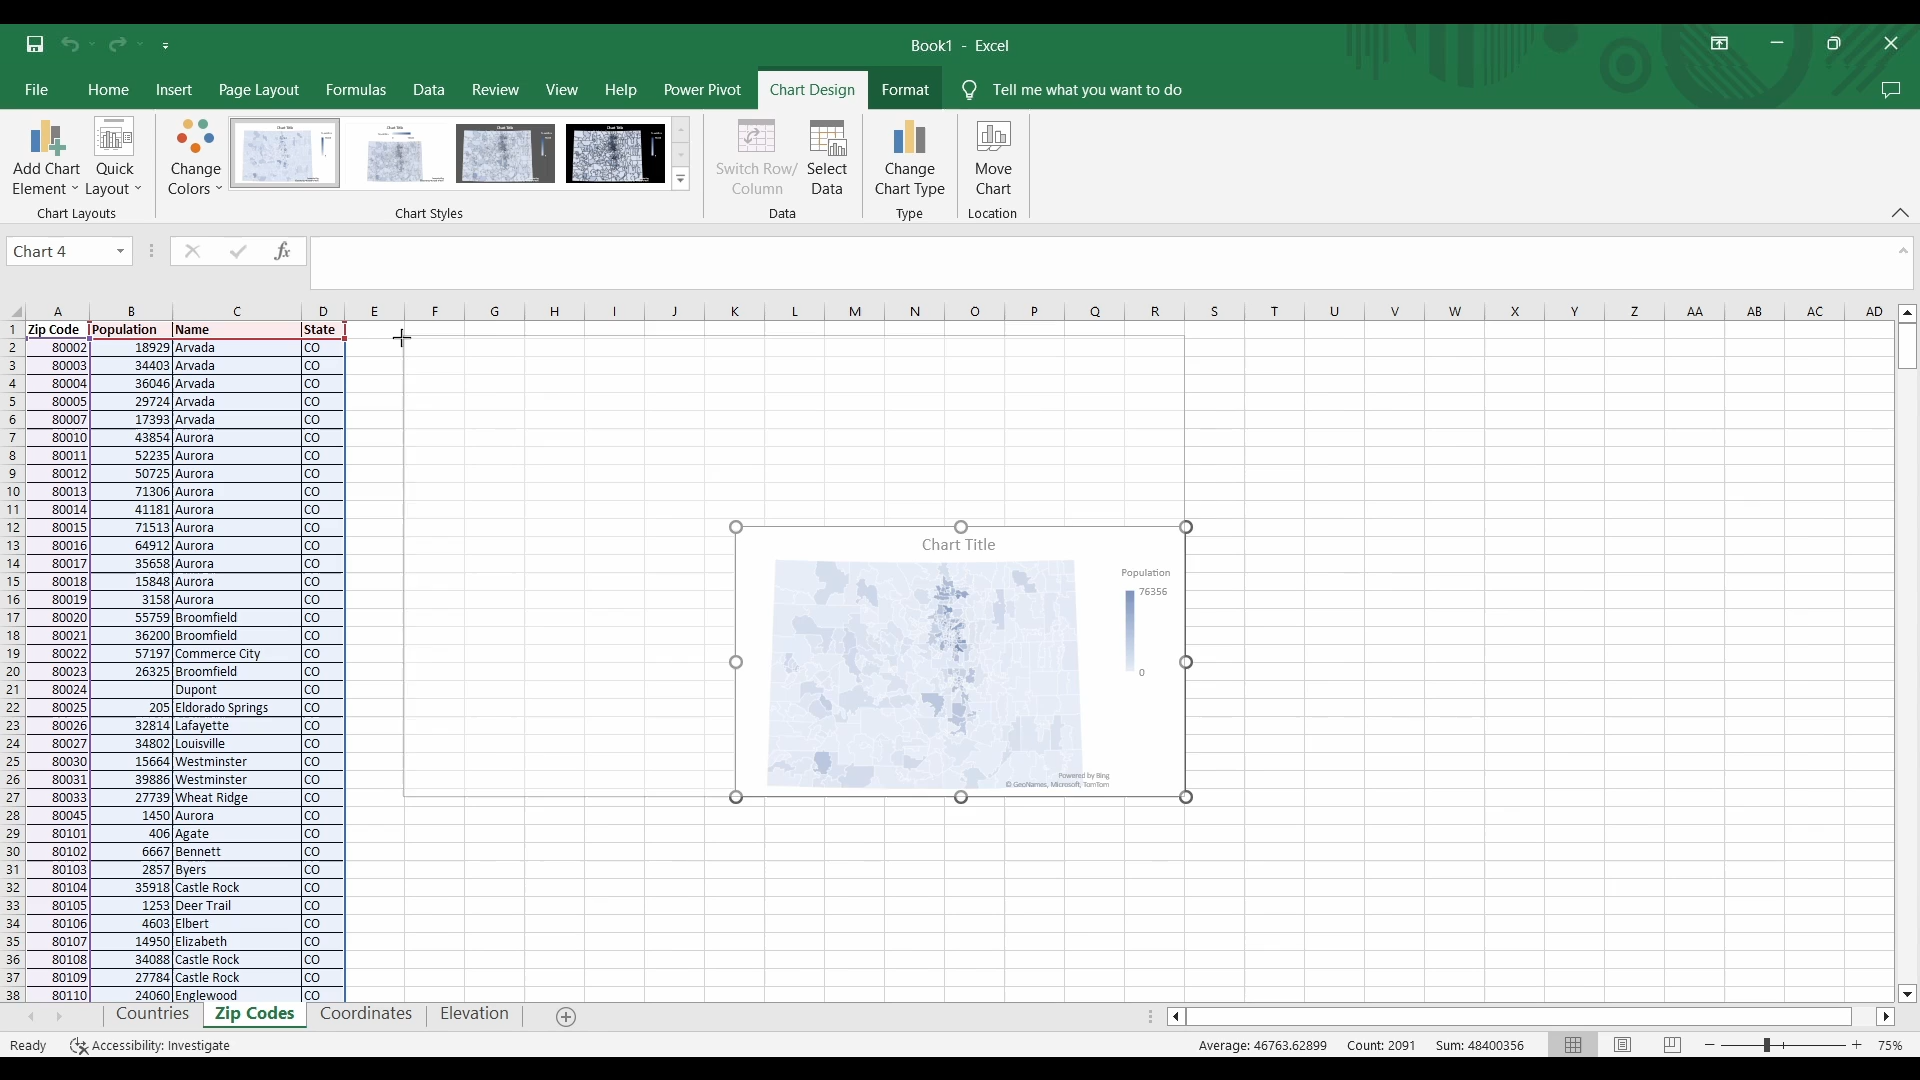 Book1 - Excel
File Home Insert Page Layout Formulas Data Review View Help Power Pivot Chart Design Format Tell me what you want to do
Add Chart Element
Quick Layout
Change Colors
Switch Row/ Column
Select Data
Change Chart Type
Move Chart
Chart Layouts Chart Styles Data Type Location
Chart 4
fx
A B C D E F G H I J K L M N O P Q R S T U V W X Y Z AA AB AC AD
1 Zip Code Population Name State
2 80002 18929 Arvada CO
3 80003 34403 Arvada CO
4 80004 36046 Arvada CO
5 80005 29724 Arvada CO
6 80007 17393 Arvada CO
7 80010 43854 Aurora CO
8 80011 52235 Aurora CO
9 80012 50725 Aurora CO
10 80013 71306 Aurora CO
11 80014 41181 Aurora CO
12 80015 71513 Aurora CO
13 80016 64912 Aurora CO
14 80017 35658 Aurora CO
15 80018 15848 Aurora CO
16 80019 3158 Aurora CO
17 80020 55759 Broomfield CO
18 80021 36200 Broomfield CO
19 80022 57197 Commerce City CO
20 80023 26325 Broomfield CO
21 80024 Dupont CO
22 80025 205 Eldorado Springs CO
23 80026 32814 Lafayette CO
24 80027 34802 Louisville CO
25 80030 15664 Westminster CO
26 80031 39886 Westminster CO
27 80033 27739 Wheat Ridge CO
28 80045 1450 Aurora CO
29 80101 406 Agate CO
30 80102 6667 Bennett CO
31 80103 2857 Byers CO
32 80104 35918 Castle Rock CO
33 80105 1253 Deer Trail CO
34 80106 4603 Elbert CO
35 80107 14950 Elizabeth CO
36 80108 34088 Castle Rock CO
37 80109 27784 Castle Rock CO
38 80110 24060 Englewood CO
Chart Title
Population
76356
0
Powered by Bing
© GeoNames, Microsoft, TomTom
Countries Zip Codes Coordinates Elevation
Ready Accessibility: Investigate Average: 46763.62899 Count: 2091 Sum: 48400356 75%